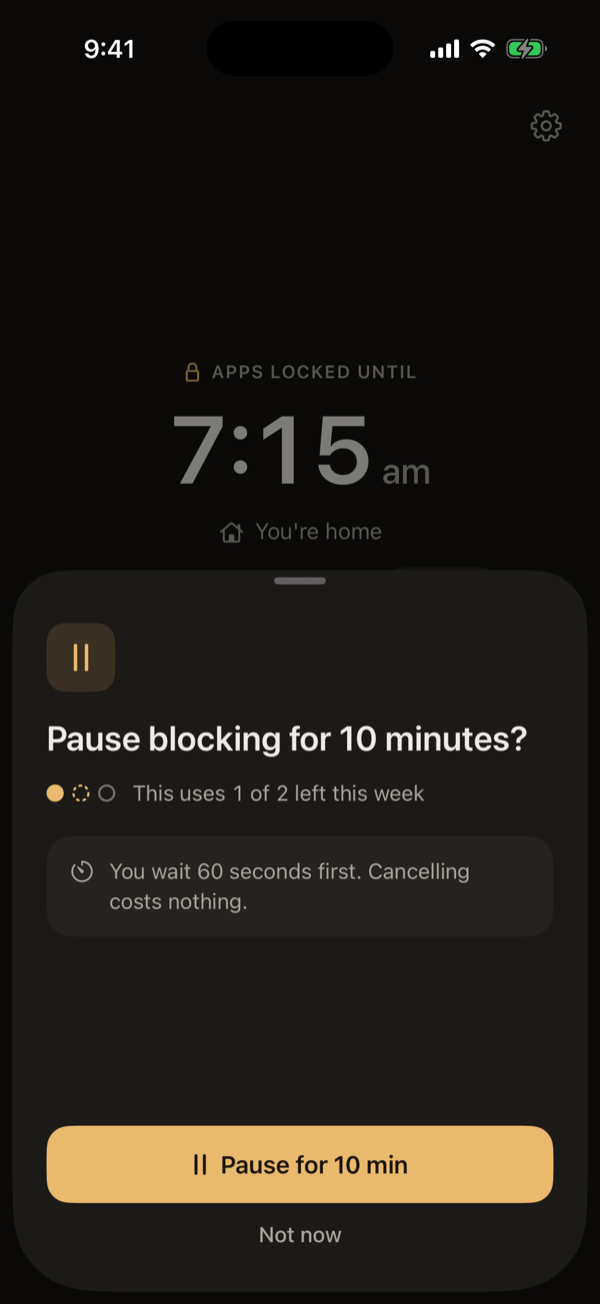 9:41
APPS LOCKED UNTIL
7:15 am
You're home
Pause blocking for 10 minutes?
This uses 1 of 2 left this week
You wait 60 seconds first. Cancelling
costs nothing.
Pause for 10 min
Not now